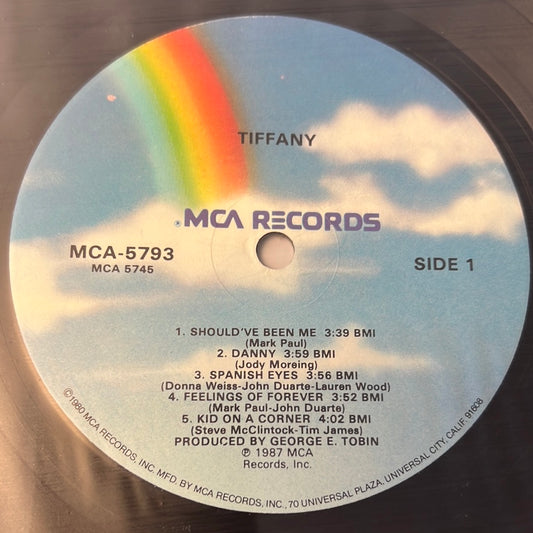 TIFFANY
MCA RECORDS
MCA-5793
MCA 5745
SIDE 1
1. SHOULD'VE BEEN ME 3:39 BMI
(Mark Paul)
2. DANNY 3:59 BMI
(Jody Moreing)
3. SPANISH EYES 3:56 BMI
(Donna Weiss-John Duarte-Lauren Wood)
4. FEELINGS OF FOREVER 3:52 BMI
(Mark Paul-John Duarte)
5. KID ON A CORNER 4:02 BMI
(Steve McClintock-Tim James)
PRODUCED BY GEORGE E. TOBIN
℗ 1987 MCA
Records, Inc.
©1980 MCA RECORDS, INC. MFD. BY MCA RECORDS, INC., 70 UNIVERSAL PLAZA, UNIVERSAL CITY, CALIF. 91608